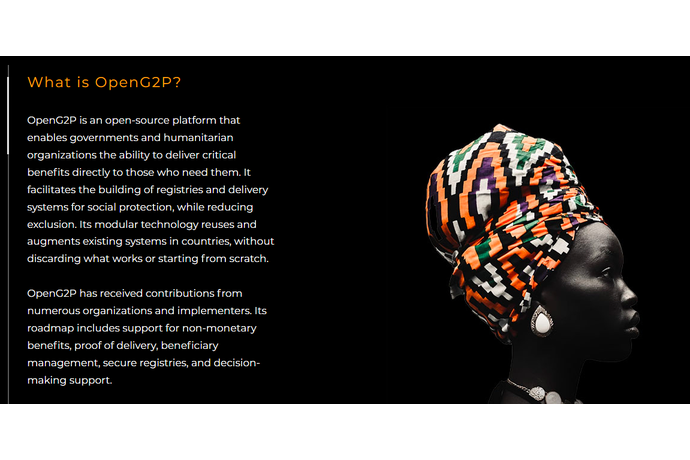 What is OpenG2P?
OpenG2P is an open-source platform that
enables governments and humanitarian
organizations the ability to deliver critical
benefits directly to those who need them. It
facilitates the building of registries and delivery
systems for social protection, while reducing
exclusion. Its modular technology reuses and
augments existing systems in countries, without
discarding what works or starting from scratch.
OpenG2P has received contributions from
numerous organizations and implementers. Its
roadmap includes support for non-monetary
benefits, proof of delivery, beneficiary
management, secure registries, and decision-
making support.